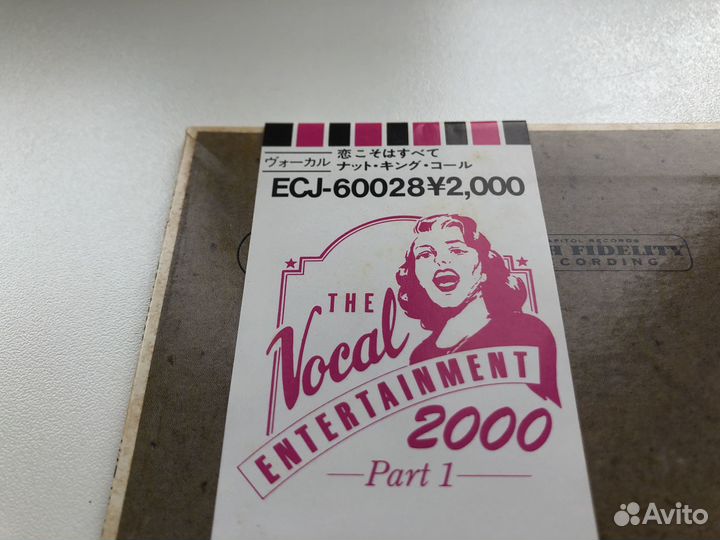 ヴォーカル
恋こそはすべて
ナット・キング・コール
ECJ-60028¥2,000
THE
Vocal
ENTERTAINMENT
2000
Part 1
CAPITOL RECORDS
FIDELITY
Avito